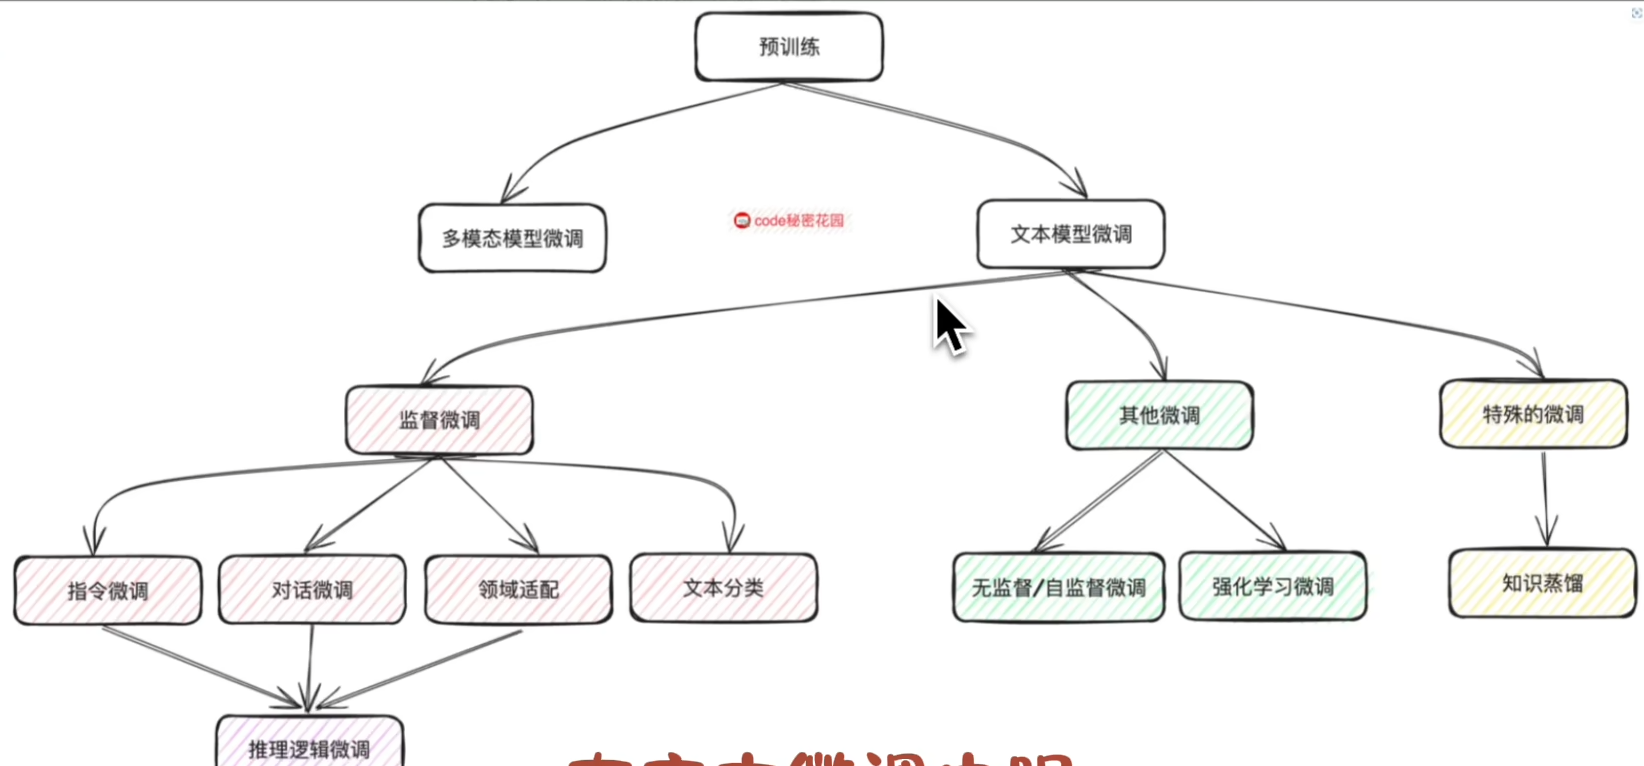 预训练
多模态模型微调
code秘密花园
文本模型微调
监督微调
其他微调
特殊的微调
指令微调
对话微调
领域适配
文本分类
无监督/自监督微调
强化学习微调
知识蒸馏
推理逻辑微调